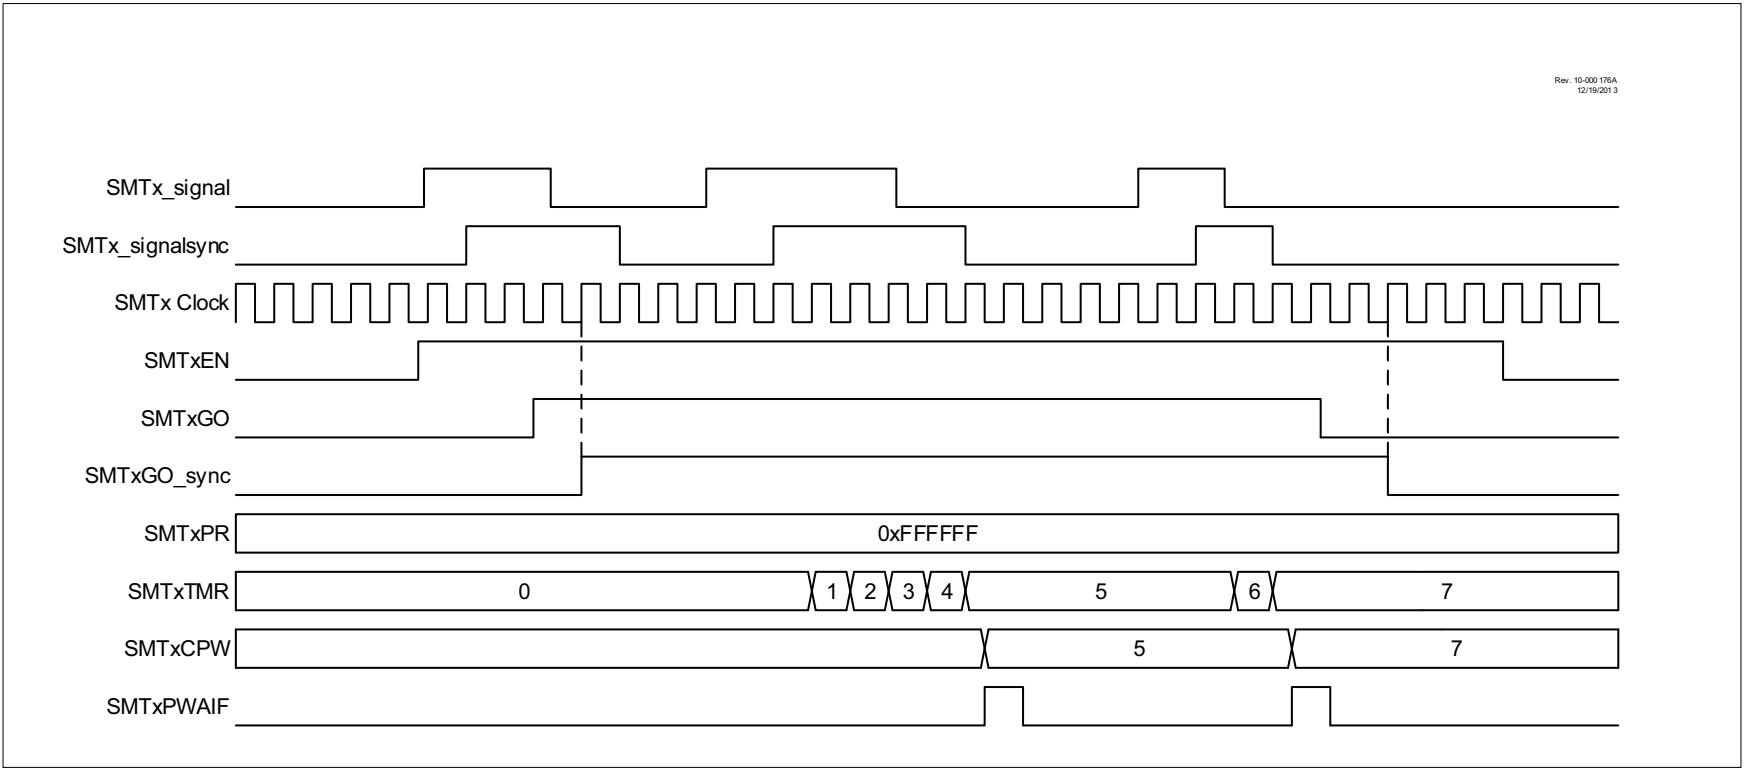 Rev. 10-000 176A
12/19/201 3
SMTx_signal
SMTx_signalsync
SMTx Clock
SMTxEN
SMTxGO
SMTxGO_sync
SMTxPR 0xFFFFFF
SMTxTMR 0 1 2 3 4 5 6 7
SMTxCPW 5 7
SMTxPWAIF